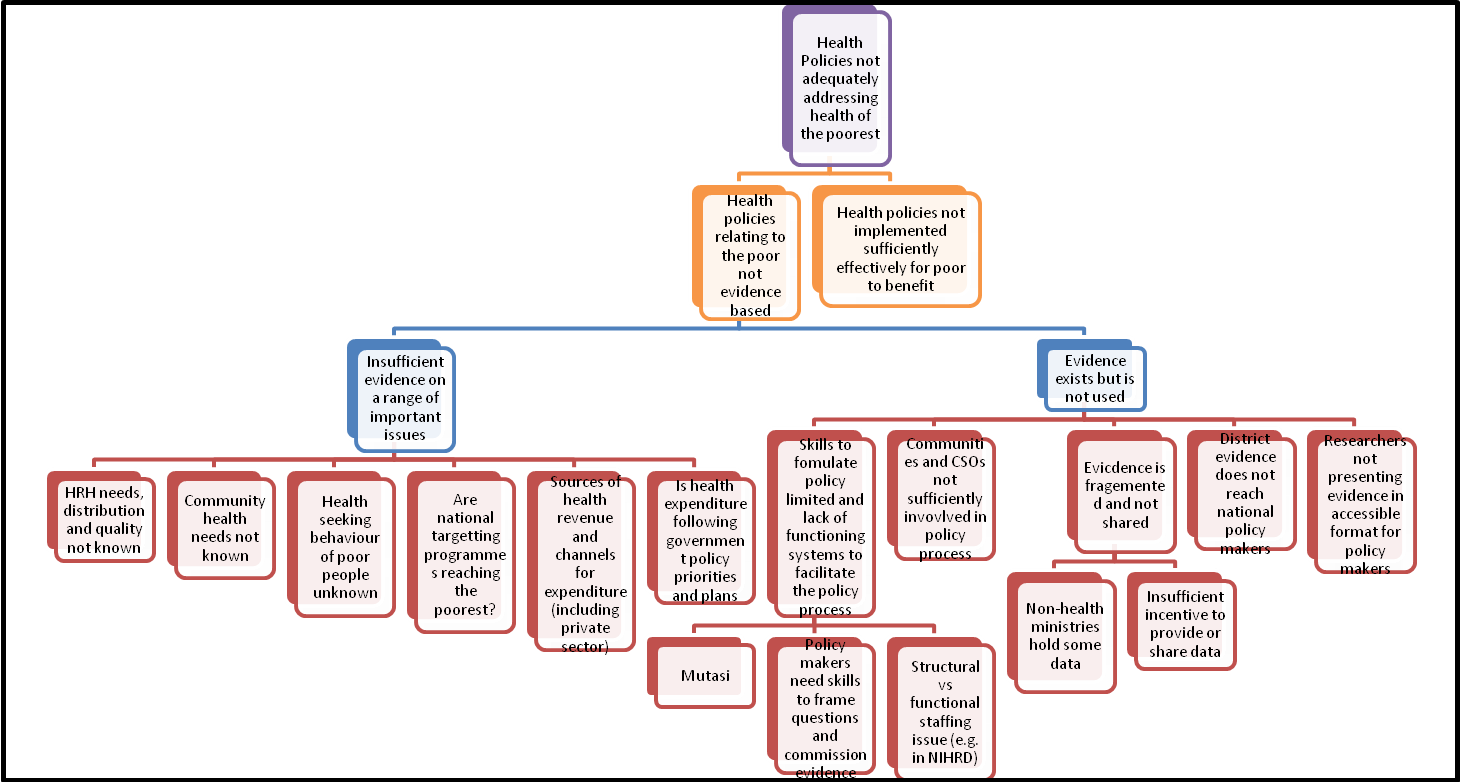 Health
Policies not
adequately
addressing
health of
the poorest
Health
policies
relating to
the poor
not
evidence
based
Health policies not
implemented
sufficiently
effectively for poor
to benefit
Insufficient
evidence on
a range of
important
issues
Evidence
exists but is
not used
HRH needs,
distribution
and quality
not known
Community
health
needs not
known
Health
seeking
behaviour
of poor
people
unknown
Are
national
targetting
programme
s reaching
the
poorest?
Sources of
health
revenue
and
channels
for
expenditure
(including
private
sector)
Is health
expenditure
following
governmen
t policy
priorities
and plans
Skills to
fomulate
policy
limited and
lack of
functioning
systems to
facilitate
the policy
process
Communiti
es and CSOs
not
sufficiently
invovlved in
policy
process
Evicdence is
fragemente
d and not
shared
District
evidence
does not
reach
national
policy
makers
Researchers
not
presenting
evidence in
accessible
format for
policy
makers
Mutasi
Policy
makers
need skills
to frame
questions
and
commission
evidence
Structural
vs
functional
staffing
issue (e.g.
in NIHRD)
Non-health
ministries
hold some
data
Insufficient
incentive to
provide or
share data